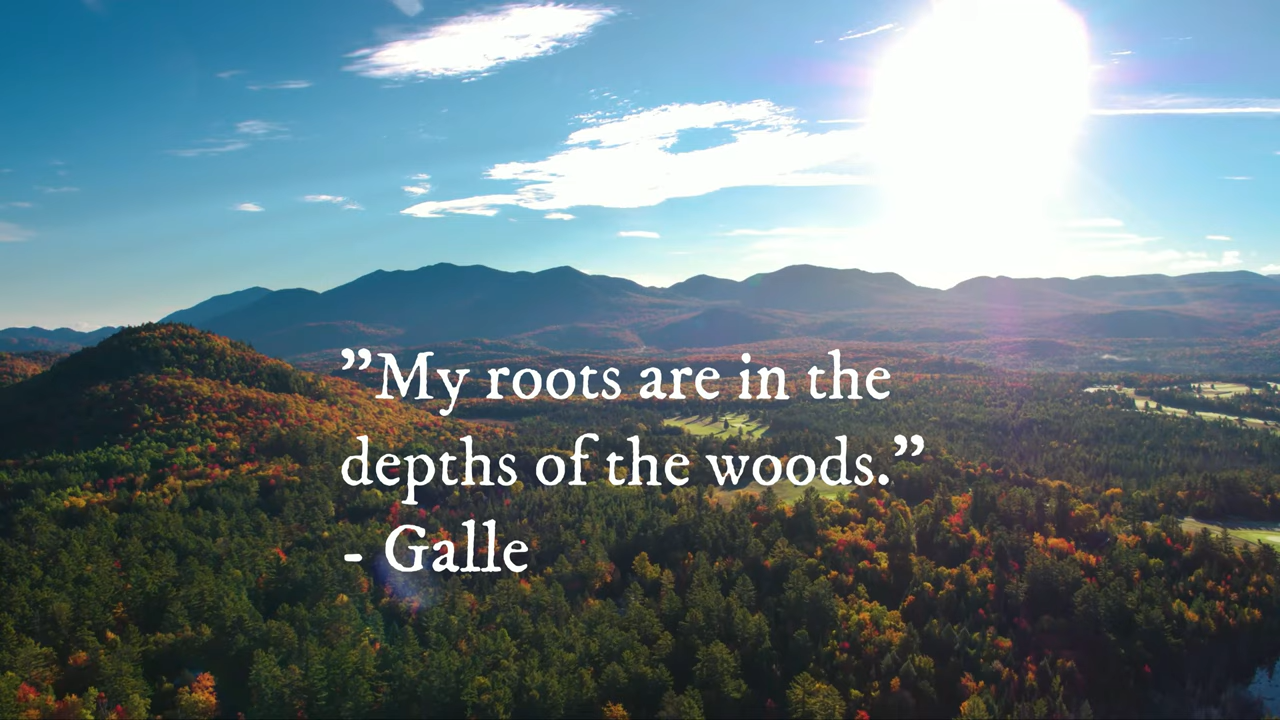 ”My roots are in the
depths of the woods.”
- Galle